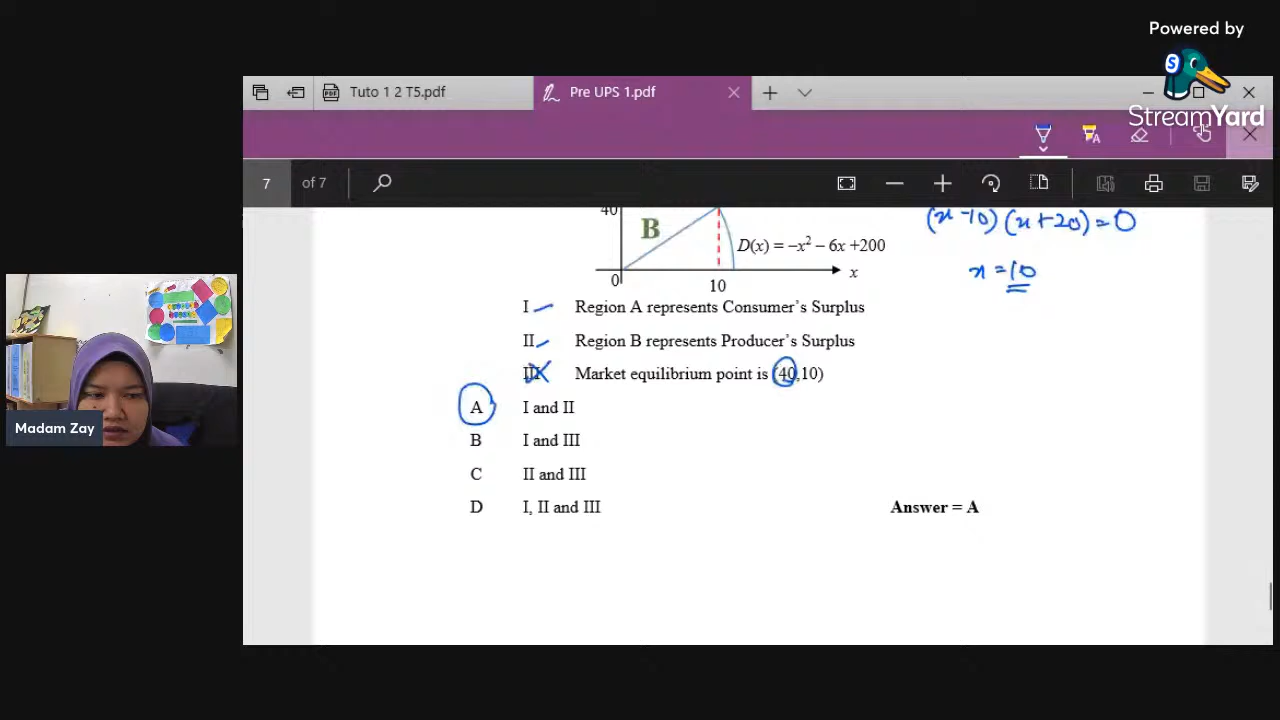 Powered by
StreamYard
Tuto 1 2 T5.pdf
Pre UPS 1.pdf
7 of 7
40
B
D(x) = –x² – 6x +200
0
10
x
(x-10) (x+20) = 0
x = 10
I Region A represents Consumer's Surplus
II Region B represents Producer's Surplus
III Market equilibrium point is (40,10)
A I and II
B I and III
C II and III
D I, II and III
Answer = A
Madam Zay